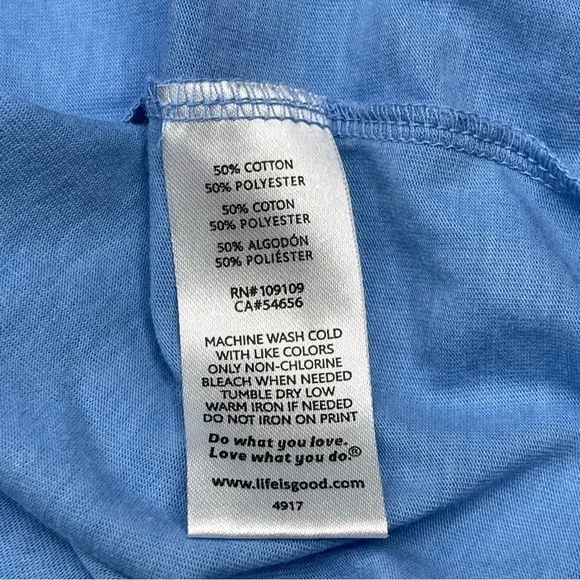 50% COTTON
50% POLYESTER
50% COTON
50% POLYESTER
50% ALGODÓN
50% POLIÉSTER
RN#109109
CA#54656
MACHINE WASH COLD
WITH LIKE COLORS
ONLY NON-CHLORINE
BLEACH WHEN NEEDED
TUMBLE DRY LOW
WARM IRON IF NEEDED
DO NOT IRON ON PRINT
Do what you love.
Love what you do.®
www.lifeisgood.com
4917